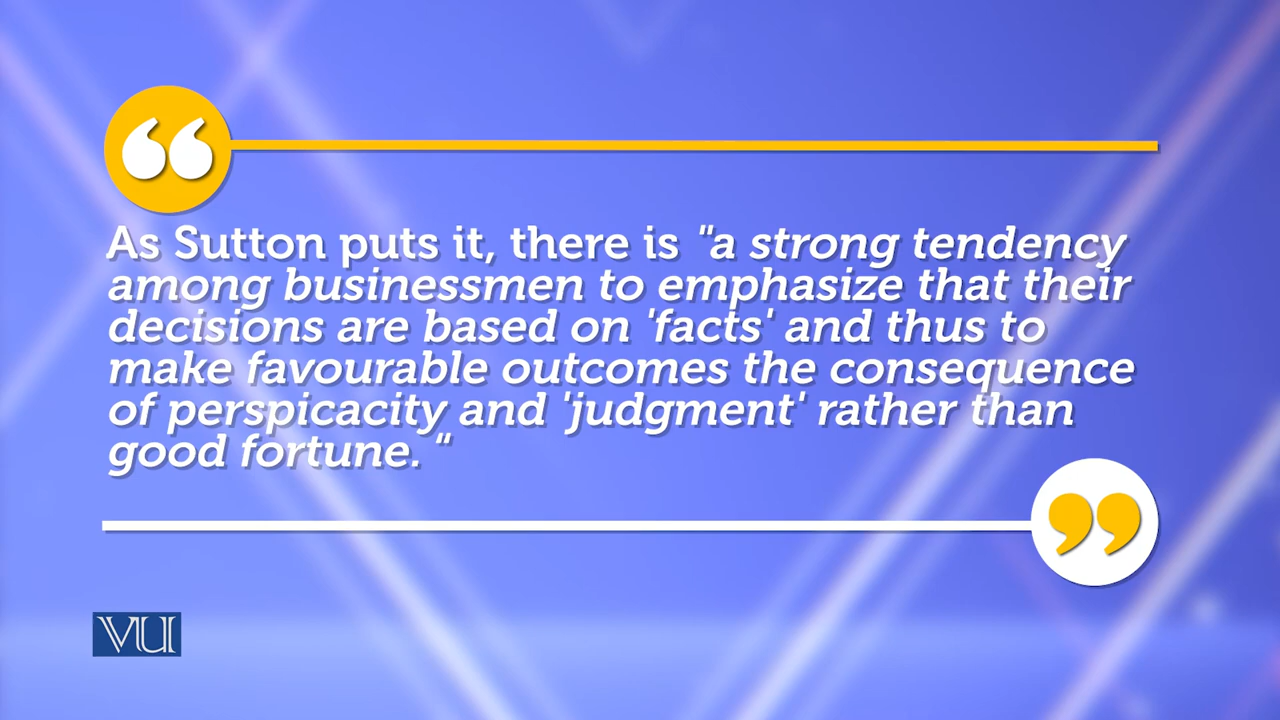 As Sutton puts it, there is "a strong tendency
among businessmen to emphasize that their
decisions are based on 'facts' and thus to
make favourable outcomes the consequence
of perspicacity and 'judgment' rather than
good fortune. "
VU